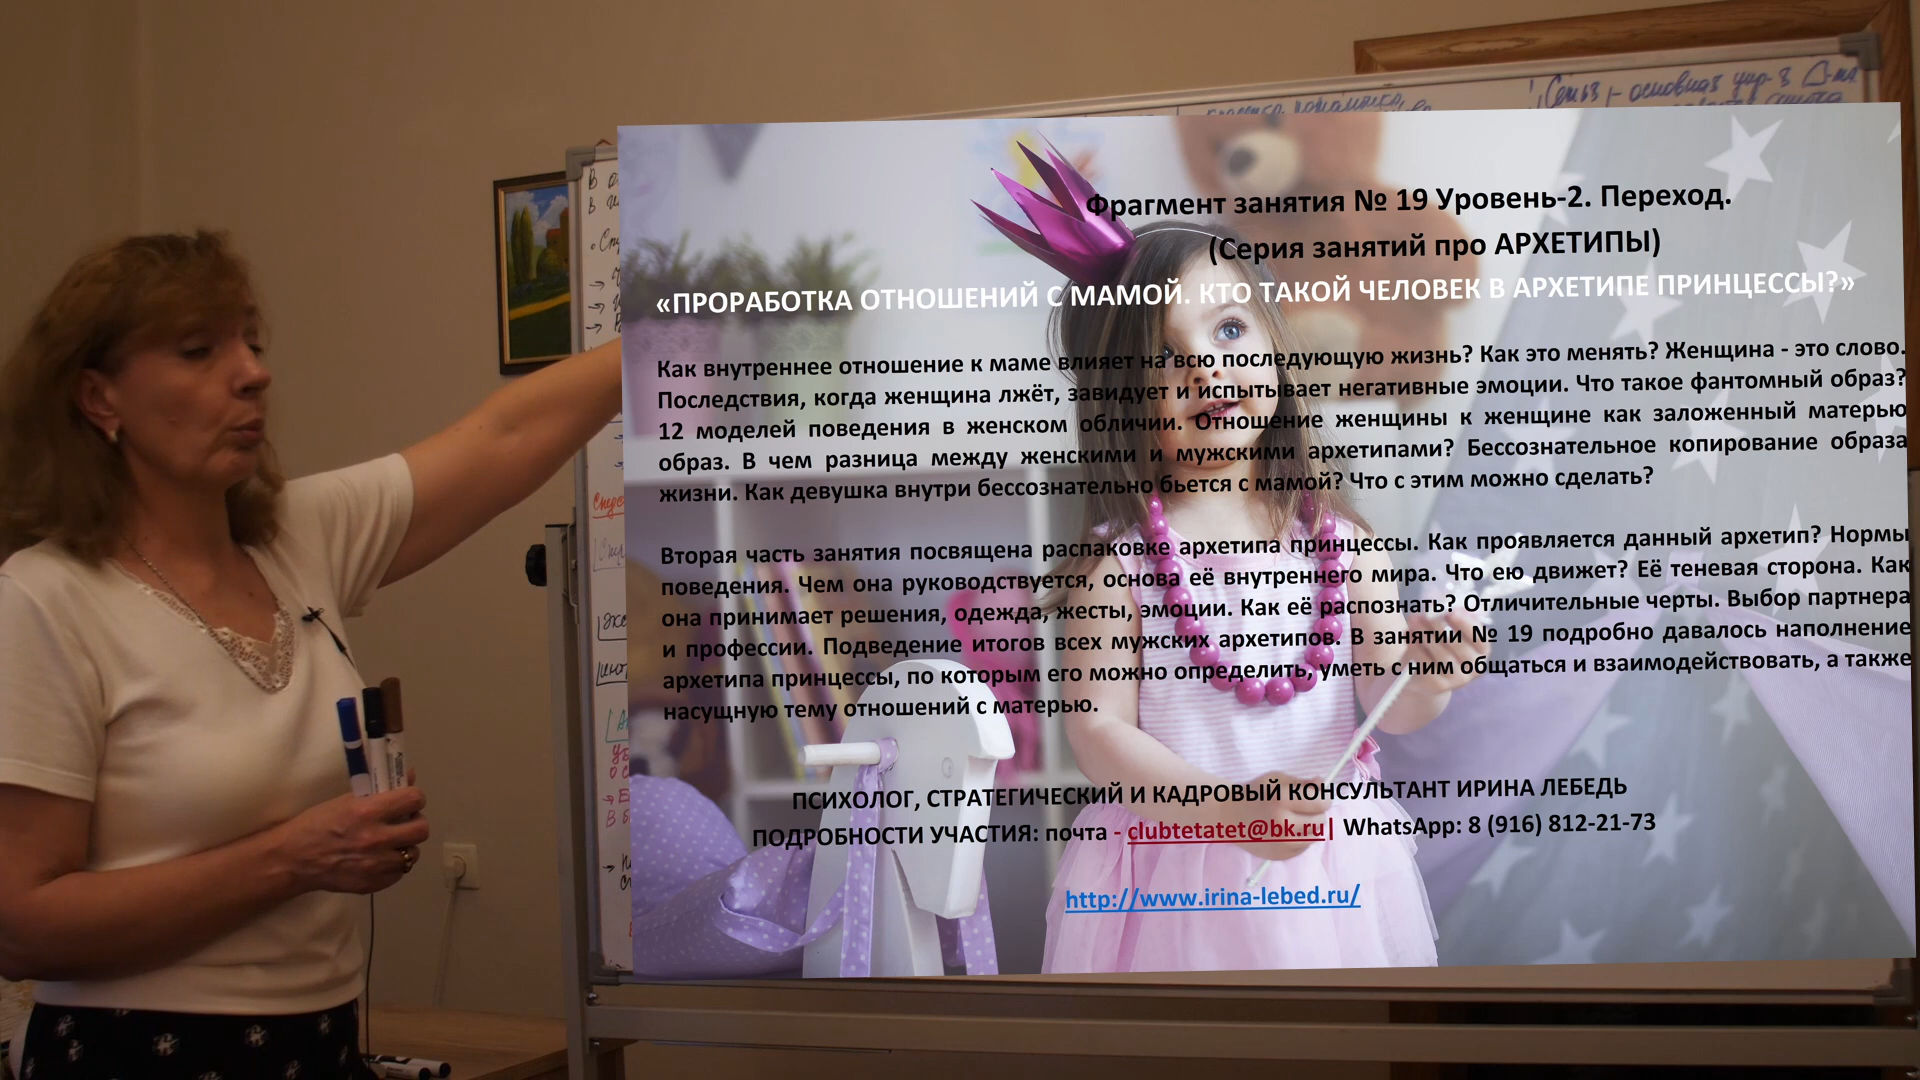 ! Семья - основная
Фрагмент занятия № 19 Уровень-2. Переход.
(Серия занятий про АРХЕТИПЫ)
«ПРОРАБОТКА ОТНОШЕНИЙ С МАМОЙ. КТО ТАКОЙ ЧЕЛОВЕК В АРХЕТИПЕ ПРИНЦЕССЫ?»
Как внутреннее отношение к маме влияет на всю последующую жизнь? Как это менять? Женщина - это слово.
Последствия, когда женщина лжёт, завидует и испытывает негативные эмоции. Что такое фантомный образ?
12 моделей поведения в женском обличии. Отношение женщины к женщине как заложенный матерью
образ. В чем разница между женскими и мужскими архетипами? Бессознательное копирование образа
жизни. Как девушка внутри бессознательно бьется с мамой? Что с этим можно сделать?
Вторая часть занятия посвящена распаковке архетипа принцессы. Как проявляется данный архетип? Нормы
поведения. Чем она руководствуется, основа её внутреннего мира. Что ею движет? Её теневая сторона. Как
она принимает решения, одежда, жесты, эмоции. Как её распознать? Отличительные черты. Выбор партнера
и профессии. Подведение итогов всех мужских архетипов. В занятии № 19 подробно давалось наполнение
архетипа принцессы, по которым его можно определить, уметь с ним общаться и взаимодействовать, а также
насущную тему отношений с матерью.
ПСИХОЛОГ, СТРАТЕГИЧЕСКИЙ И КАДРОВЫЙ КОНСУЛЬТАНТ ИРИНА ЛЕБЕДЬ
ПОДРОБНОСТИ УЧАСТИЯ: почта - clubtetatet@bk.ru| WhatsApp: 8 (916) 812-21-73
http://www.irina-lebed.ru/